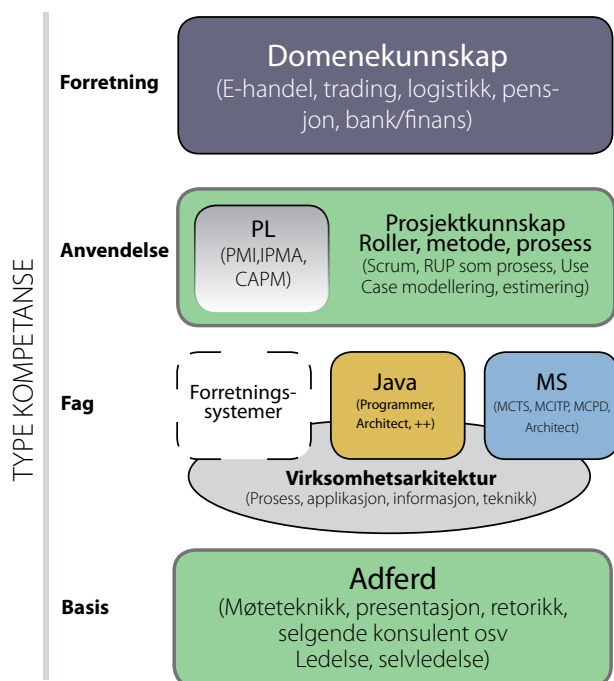 TYPE KOMPETANSE
Forretning
Domenekunnskap
(E-handel, trading, logistikk, pens-
jon, bank/finans)
Anvendelse
PL
(PMI,IPMA,
CAPM)
Prosjektkunnskap
Roller, metode, prosess
(Scrum, RUP som prosess, Use
Case modellering, estimering)
Fag
Forretnings-
systemer
Java
(Programmer,
Architect, ++)
MS
(MCTS, MCITP, MCPD,
Architect)
Virksomhetsarkitektur
(Prosess, applikasjon, informasjon, teknikk)
Basis
Adferd
(Møteteknikk, presentasjon, retorikk,
selgende konsulent osv
Ledelse, selvledelse)